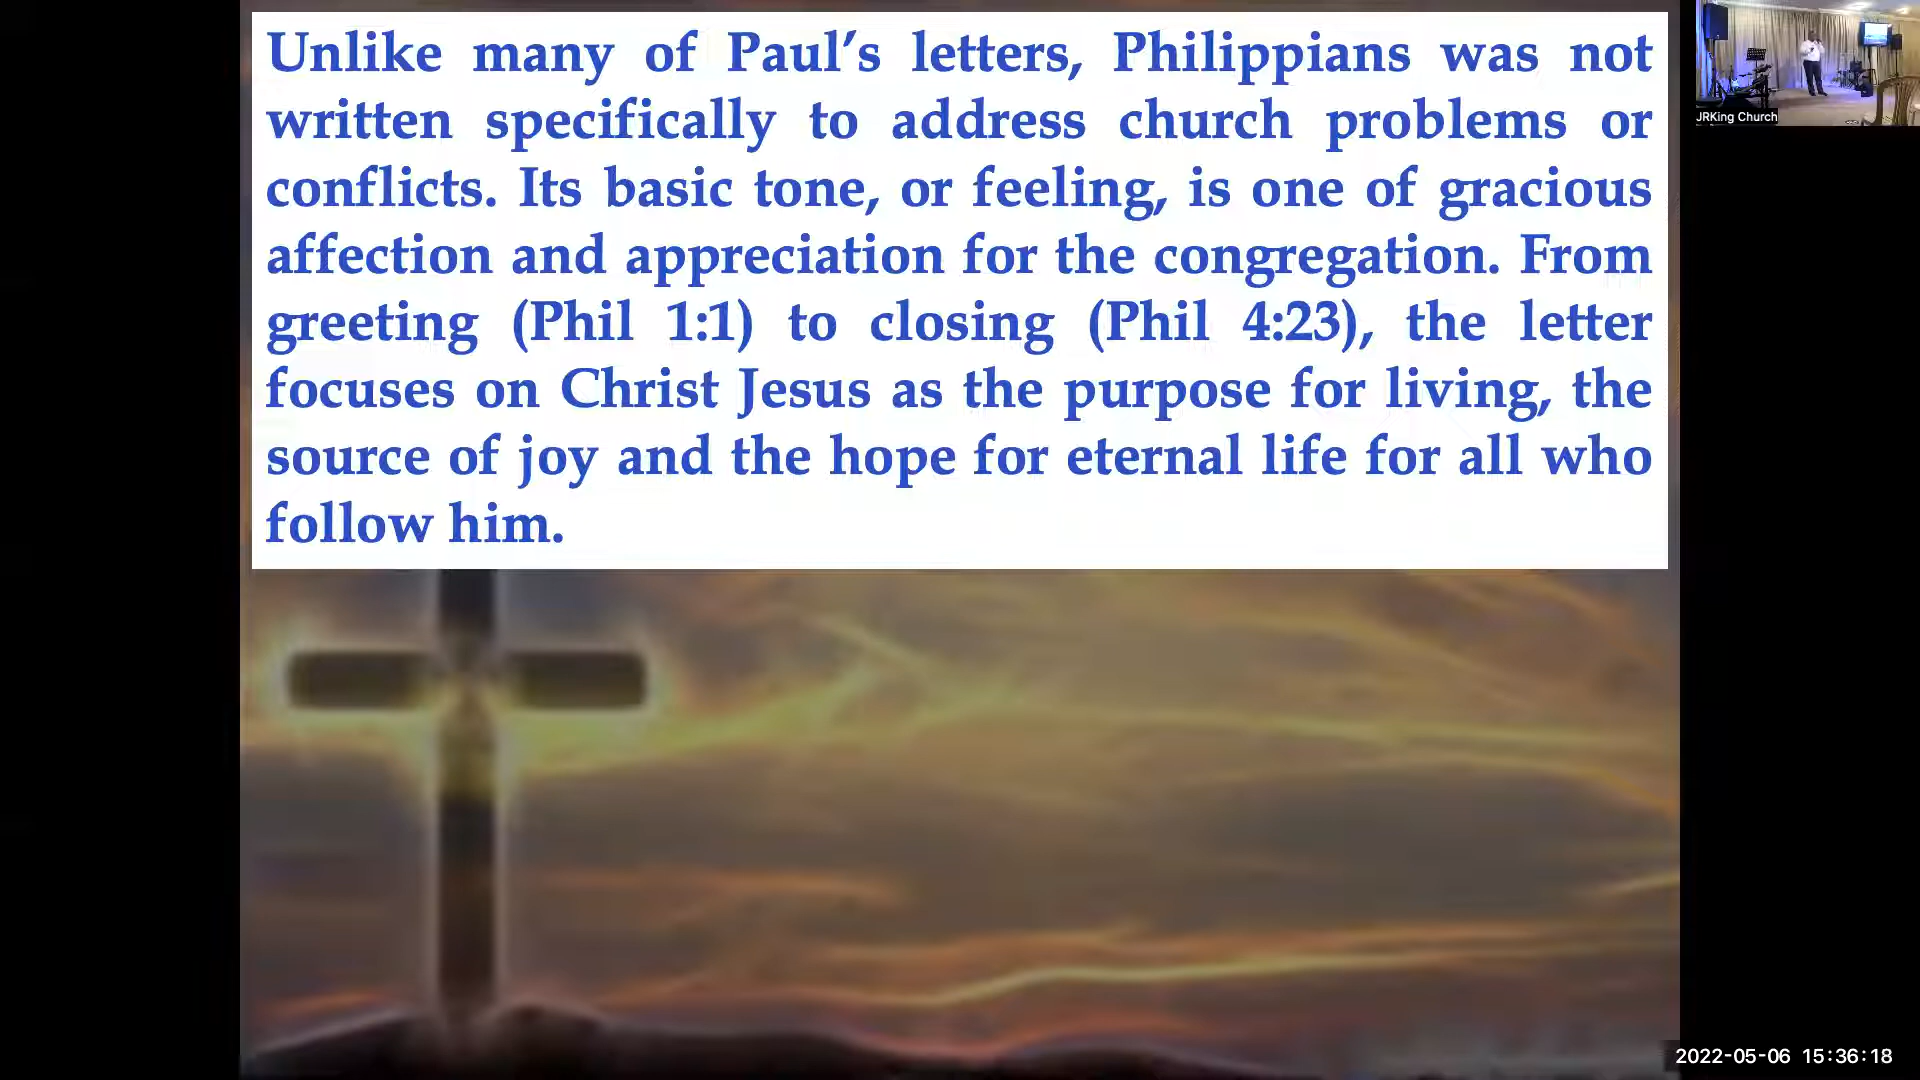 Unlike many of Paul’s letters, Philippians was not
written specifically to address church problems or
conflicts. Its basic tone, or feeling, is one of gracious
affection and appreciation for the congregation. From
greeting (Phil 1:1) to closing (Phil 4:23), the letter
focuses on Christ Jesus as the purpose for living, the
source of joy and the hope for eternal life for all who
follow him.
JRKing Church
2022-05-06 15:36:18